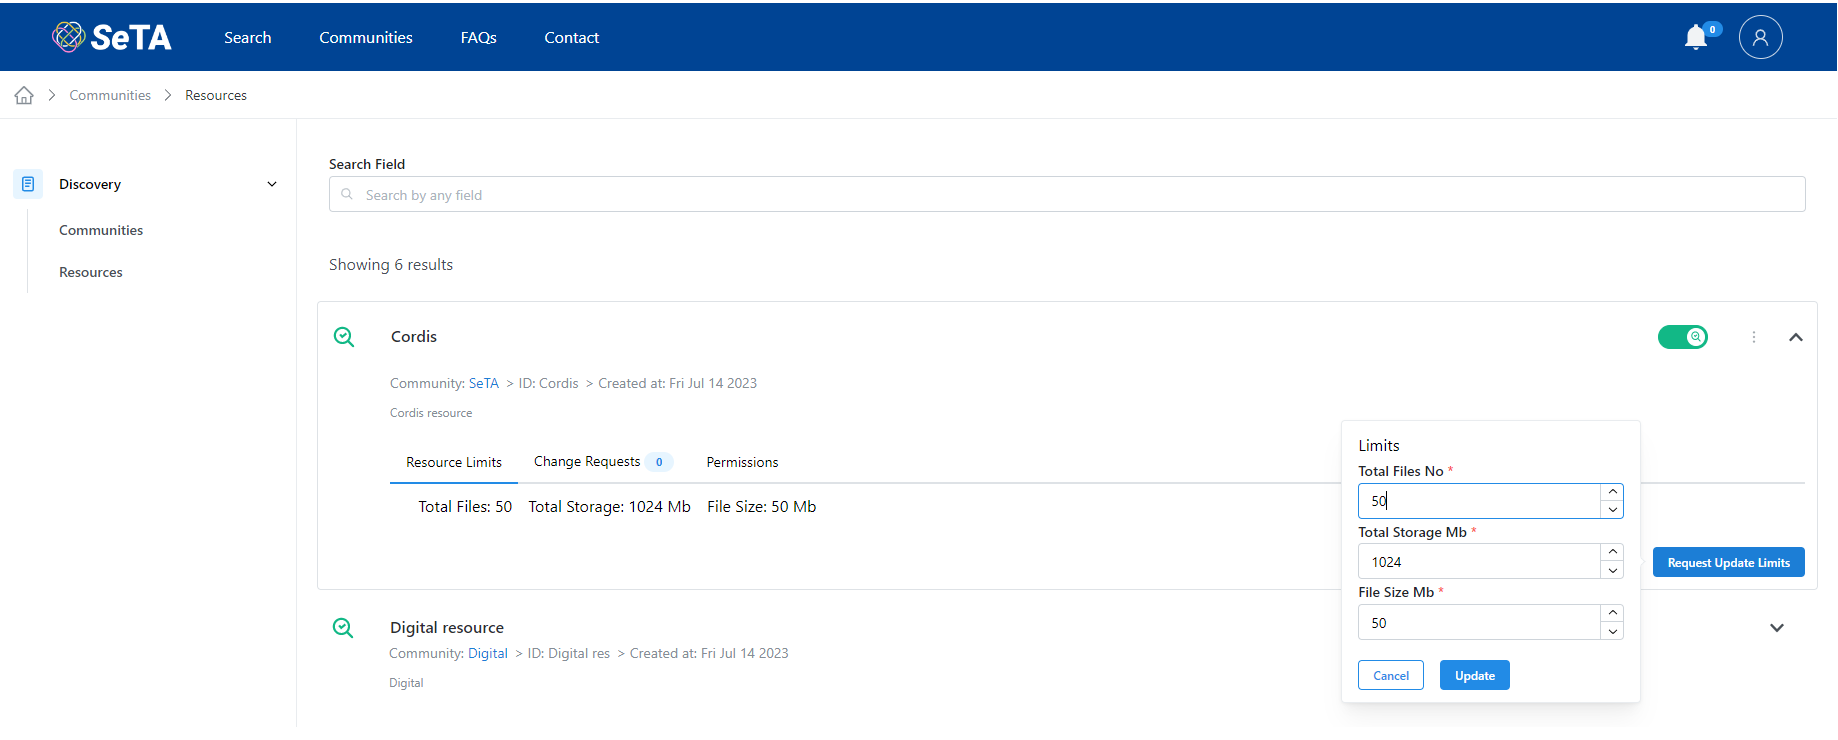 SeTA Search Communities FAQs Contact 0
Communities Resources
Discovery
Communities
Resources
Search Field
Search by any field
Showing 6 results
Cordis
Community: SeTA > ID: Cordis > Created at: Fri Jul 14 2023
Cordis resource
Resource Limits Change Requests 0 Permissions
Total Files: 50 Total Storage: 1024 Mb File Size: 50 Mb
Request Update Limits
Limits
Total Files No *
50
Total Storage Mb *
1024
File Size Mb *
50
Cancel Update
Digital resource
Community: Digital > ID: Digital res > Created at: Fri Jul 14 2023
Digital